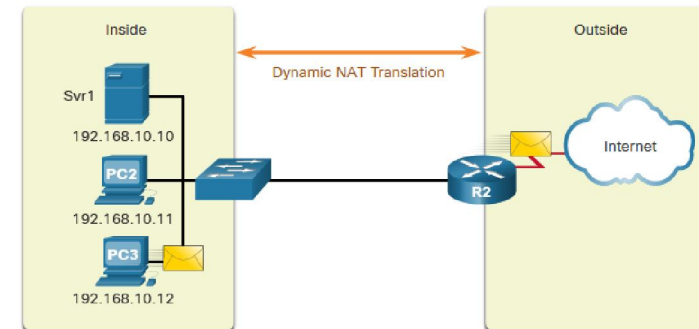 Inside
Outside
Dynamic NAT Translation
Svr1
192.168.10.10
Internet
PC2
R2
192.168.10.11
PC3
192.168.10.12